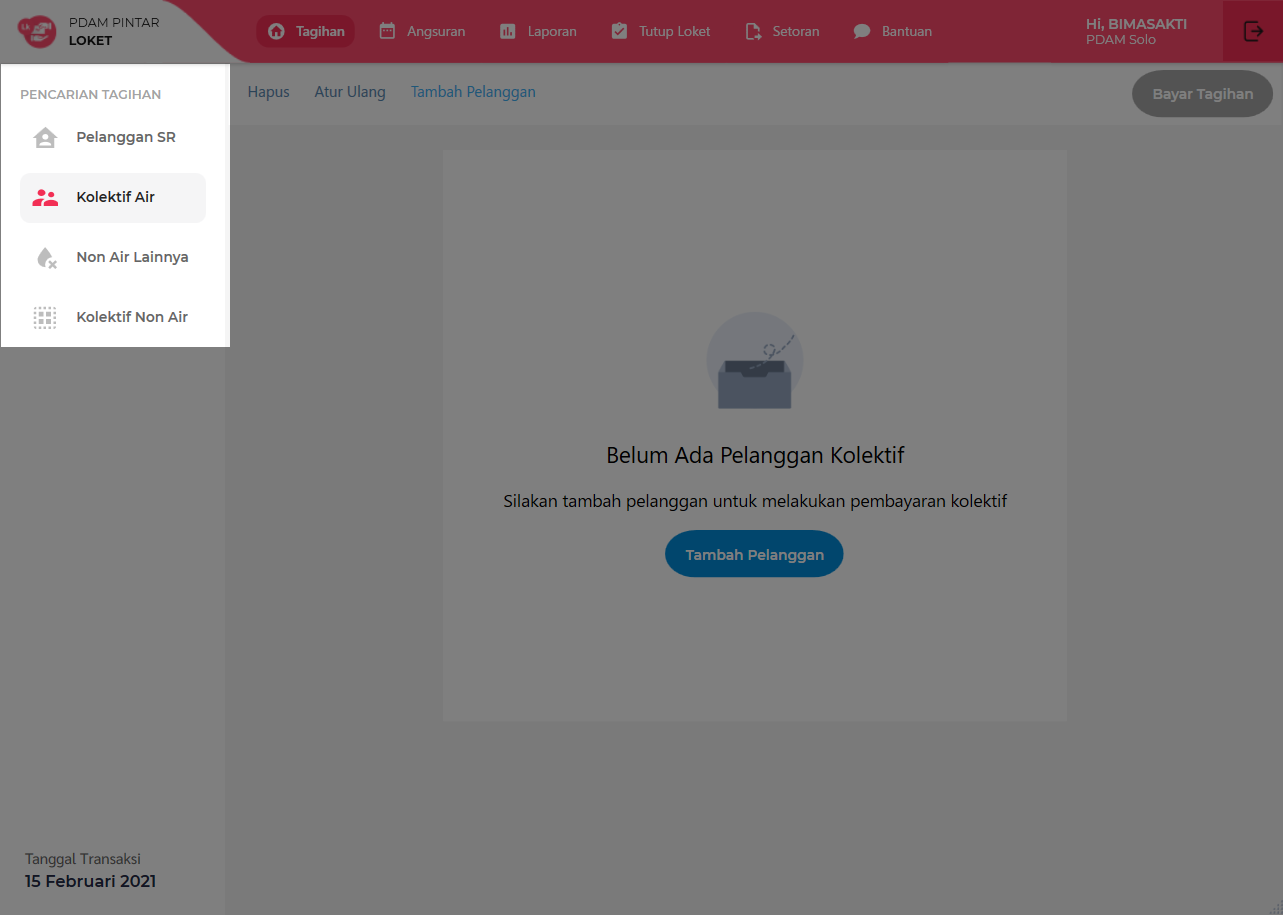 PDAM PINTAR
LOKET
Tagihan
Angsuran
Laporan
Tutup Loket
Setoran
Bantuan
Hi, BIMASAKTI
PDAM Solo
PENCARIAN TAGIHAN
Pelanggan SR
Kolektif Air
Non Air Lainnya
Kolektif Non Air
Hapus
Atur Ulang
Tambah Pelanggan
Bayar Tagihan
Belum Ada Pelanggan Kolektif
Silakan tambah pelanggan untuk melakukan pembayaran kolektif
Tambah Pelanggan
Tanggal Transaksi
15 Februari 2021